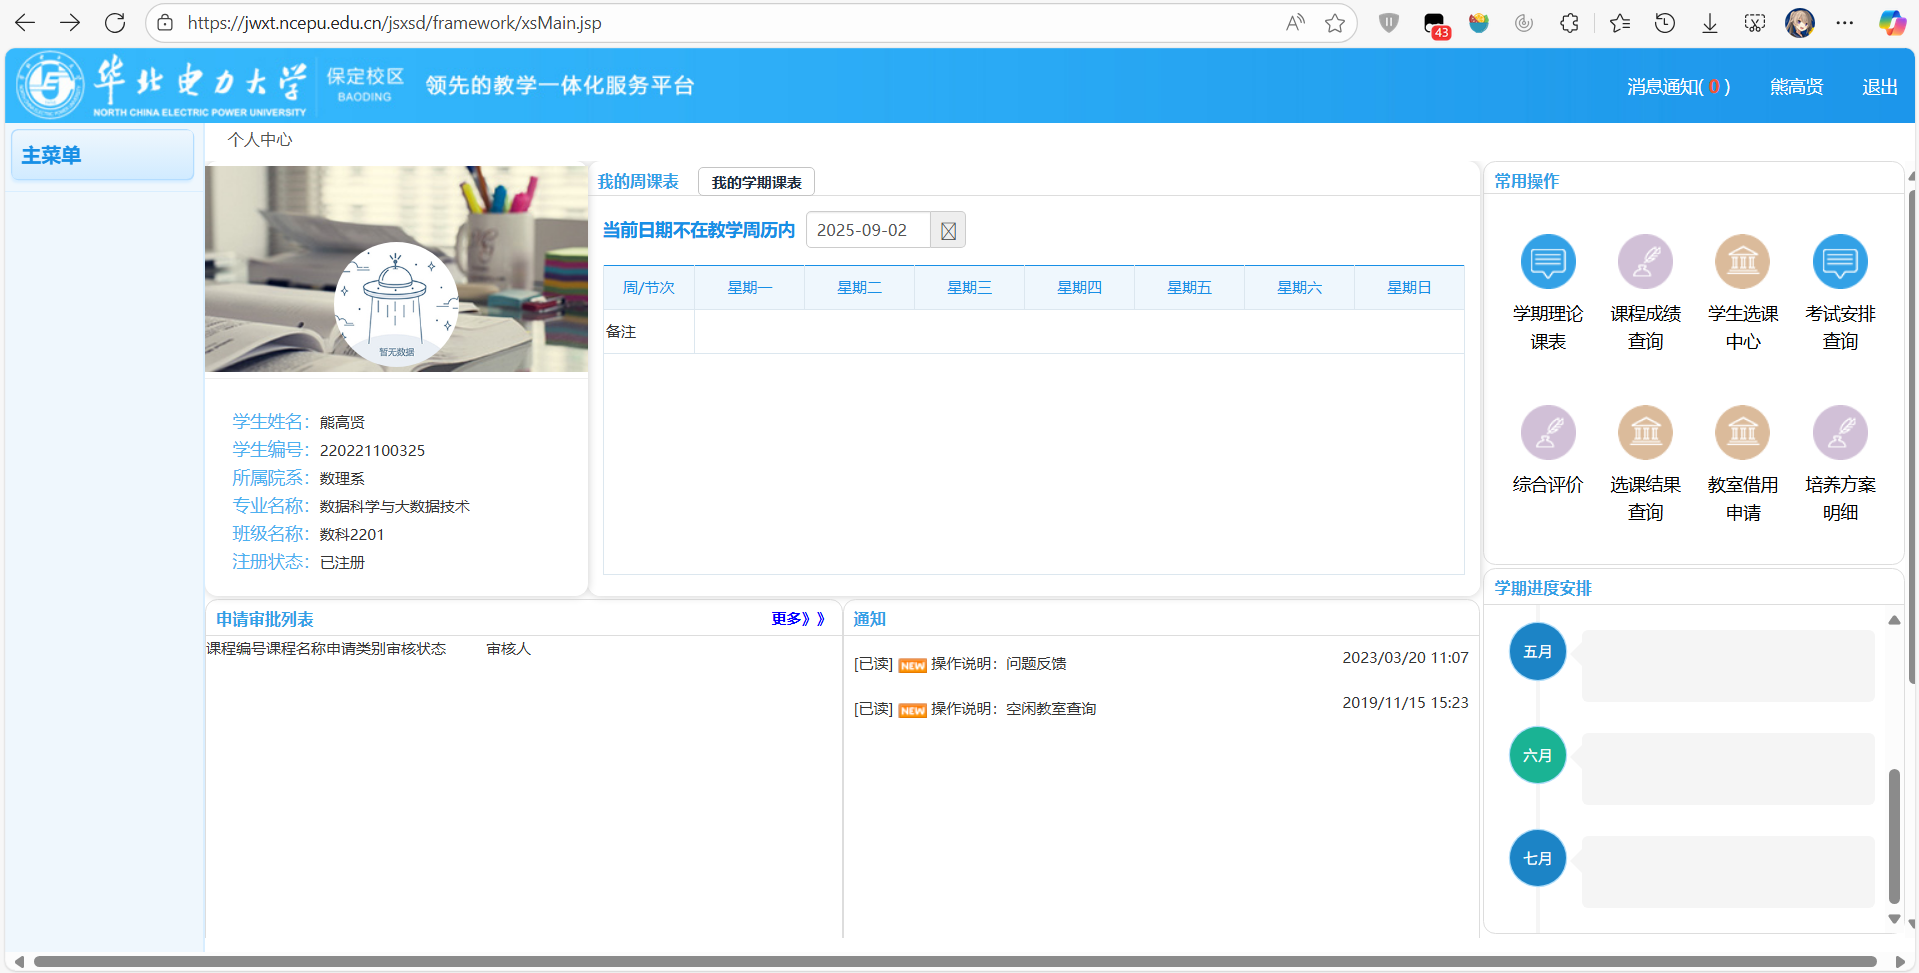 https://jwxt.ncepu.edu.cn/jsxsd/framework/xsMain.jsp
43
华北电力大学
NORTH CHINA ELECTRIC POWER UNIVERSITY
保定校区
BAODING
领先的教学一体化服务平台
消息通知( 0 )
熊高贤
退出
主菜单
个人中心
暂无数据
学生姓名：熊高贤
学生编号：220221100325
所属院系：数理系
专业名称：数据科学与大数据技术
班级名称：数科2201
注册状态：已注册
我的周课表
我的学期课表
当前日期不在教学周历内
2025-09-02
周/节次 星期一 星期二 星期三 星期四 星期五 星期六 星期日
备注
常用操作
学期理论
课表
课程成绩
查询
学生选课
中心
考试安排
查询
综合评价
选课结果
查询
教室借用
申请
培养方案
明细
申请审批列表
更多》》
课程编号课程名称申请类别审核状态 审核人
通知
[已读] NEW 操作说明：问题反馈 2023/03/20 11:07
[已读] NEW 操作说明：空闲教室查询 2019/11/15 15:23
学期进度安排
五月
六月
七月